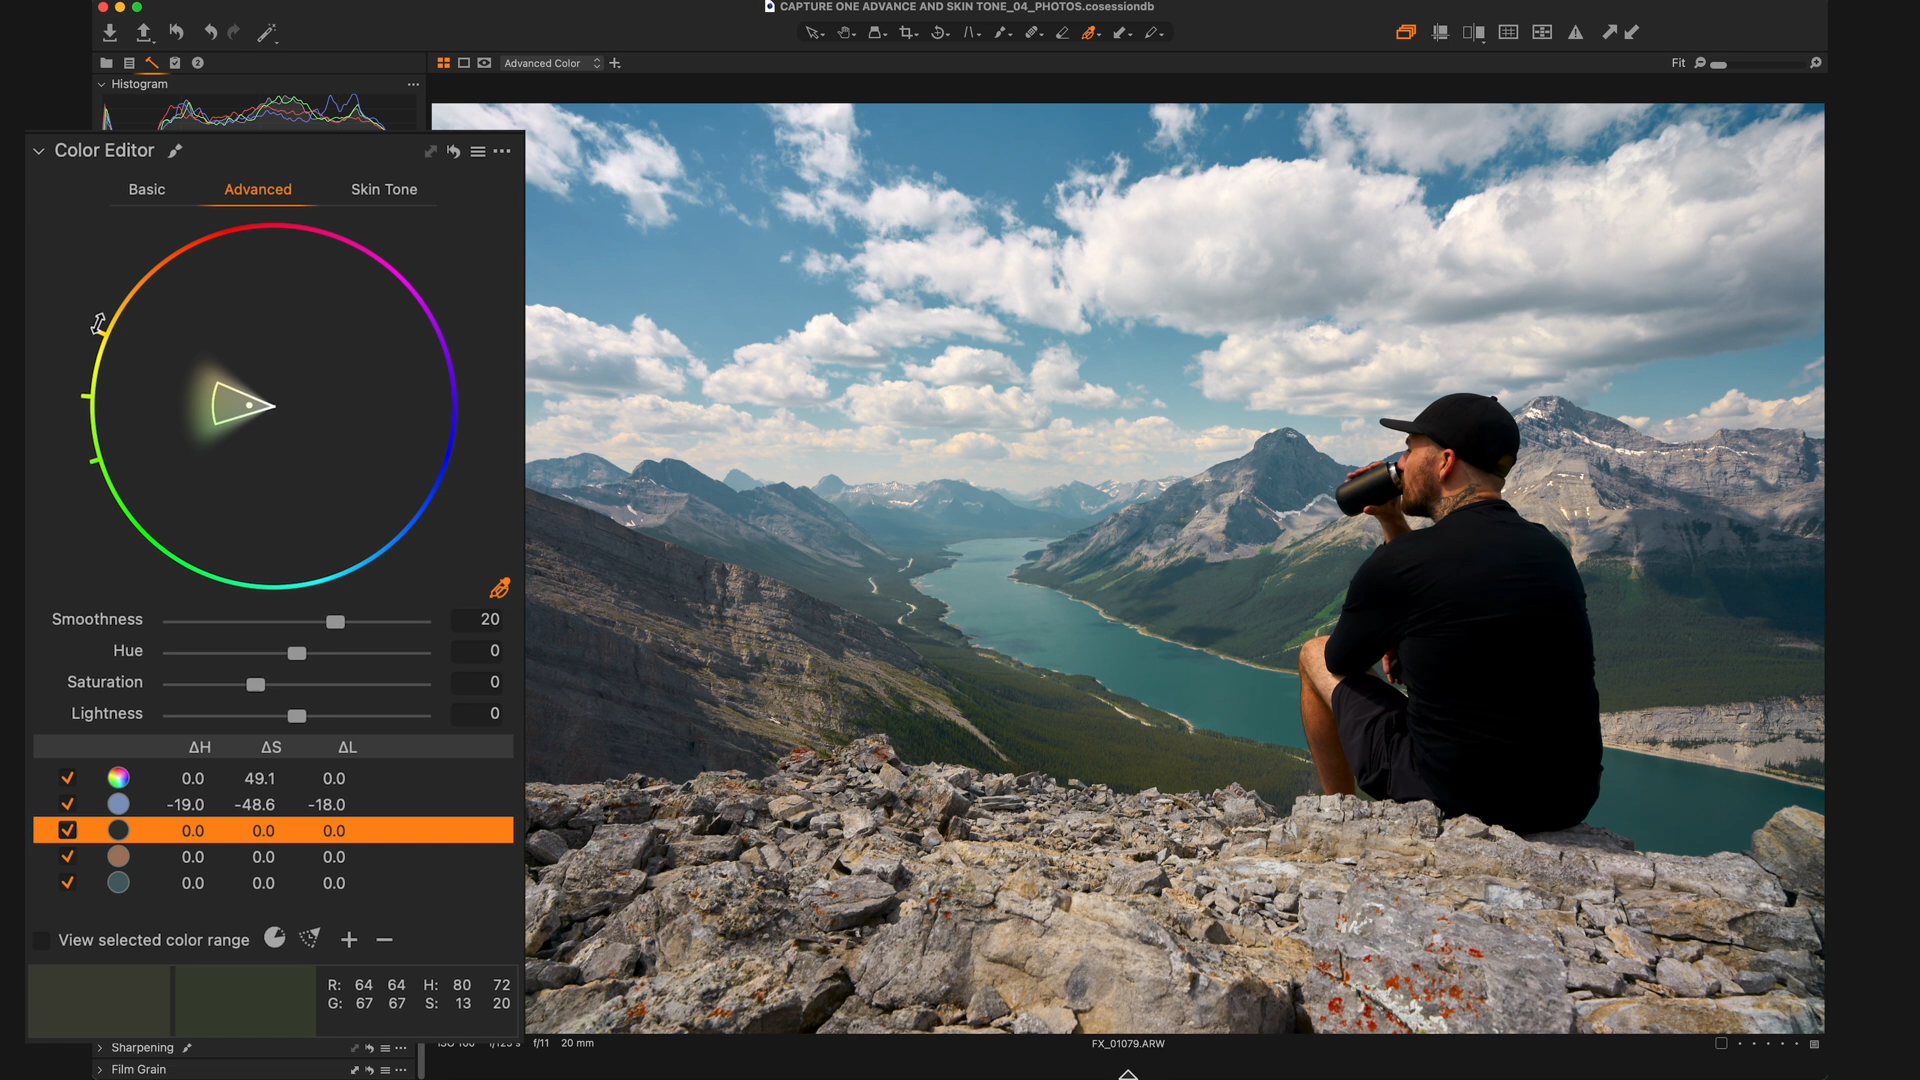 CAPTURE ONE ADVANCE AND SKIN TONE_04_PHOTOS.cosessiondb
2
Advanced Color
Fit
Histogram
Color Editor
Basic Advanced Skin Tone
Smoothness 20
Hue 0
Saturation 0
Lightness 0
ΔH ΔS ΔL
0.0 49.1 0.0
-19.0 -48.6 -18.0
0.0 0.0 0.0
0.0 0.0 0.0
0.0 0.0 0.0
View selected color range
R: 64 64 H: 80 72
G: 67 67 S: 13 20
Sharpening
Film Grain
ISO 100 f/11 20 mm
FX_01079.ARW